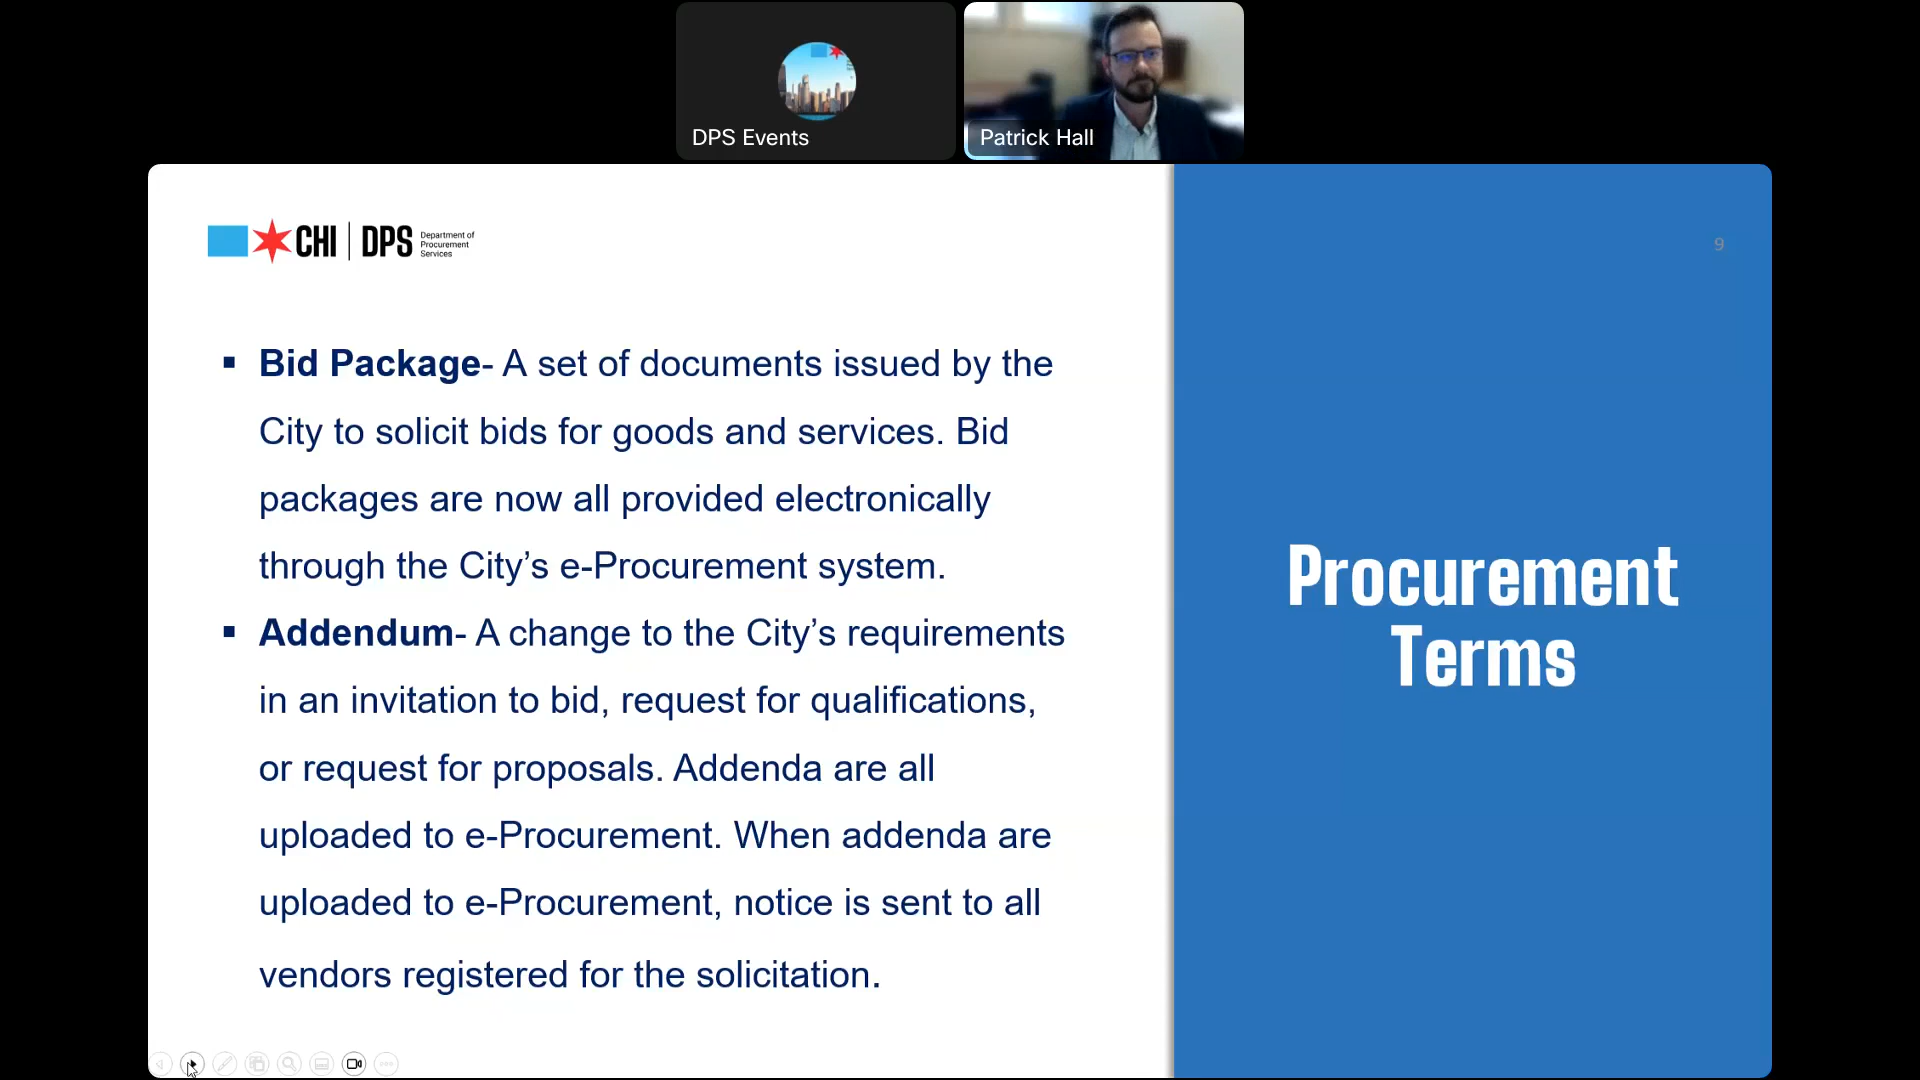 DPS Events
Patrick Hall
CHI | DPS Department of
Procurement
Services
9
▪ Bid Package- A set of documents issued by the
City to solicit bids for goods and services. Bid
packages are now all provided electronically
through the City’s e-Procurement system.
▪ Addendum- A change to the City’s requirements
in an invitation to bid, request for qualifications,
or request for proposals. Addenda are all
uploaded to e-Procurement. When addenda are
uploaded to e-Procurement, notice is sent to all
vendors registered for the solicitation.
Procurement
Terms